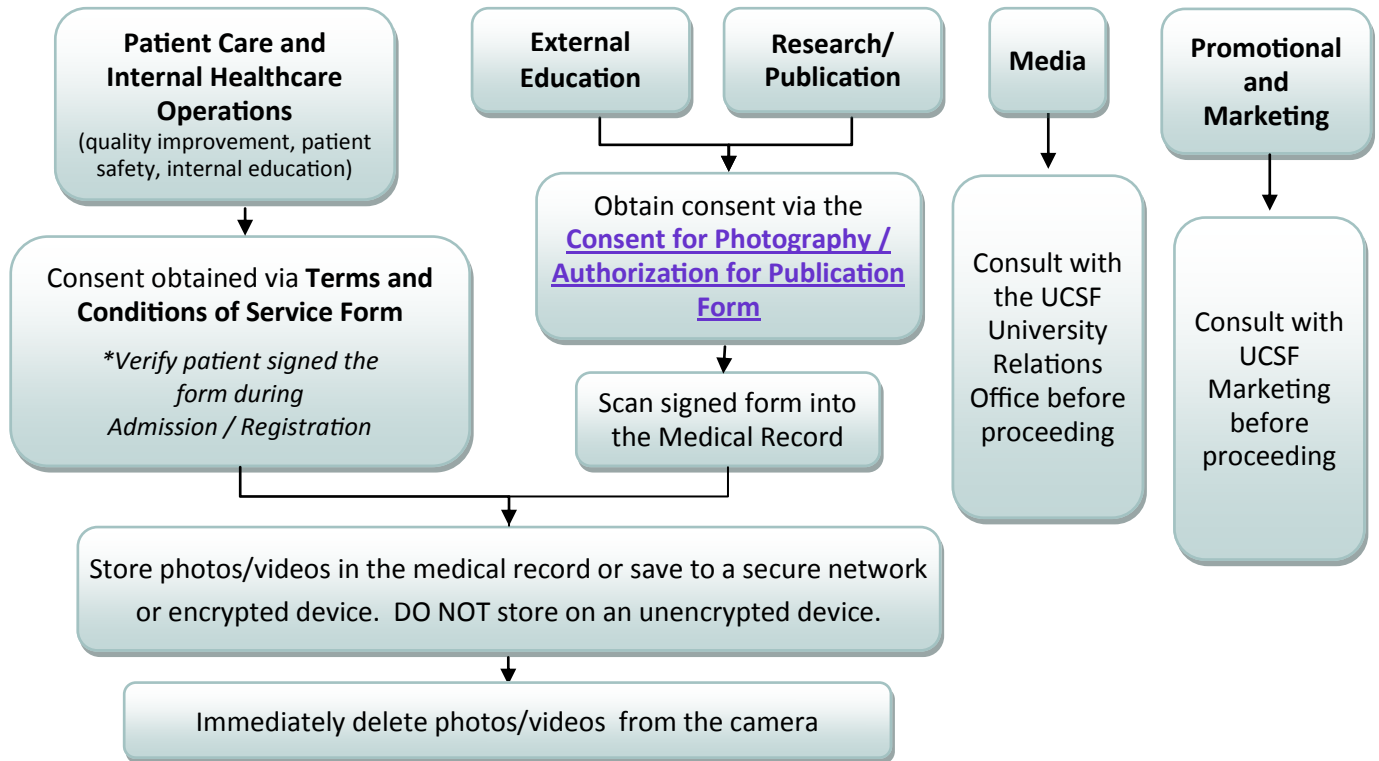 Patient Care and
Internal Healthcare
Operations
(quality improvement, patient
safety, internal education)
External
Education
Research/
Publication
Media
Promotional
and
Marketing
Consent obtained via Terms and
Conditions of Service Form
*Verify patient signed the
form during
Admission / Registration
Obtain consent via the
Consent for Photography /
Authorization for Publication
Form
Scan signed form into
the Medical Record
Consult with
the UCSF
University
Relations
Office before
proceeding
Consult with
UCSF
Marketing
before
proceeding
Store photos/videos in the medical record or save to a secure network
or encrypted device.  DO NOT store on an unencrypted device.
Immediately delete photos/videos  from the camera